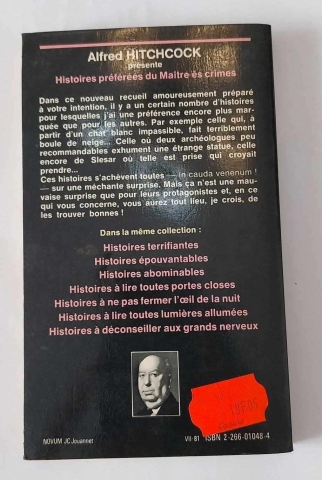 Alfred HITCHCOCK
présente
Histoires préférées du Maître ès crimes
Dans ce nouveau recueil amoureusement préparé
à votre intention, il y a un certain nombre d'histoires
pour lesquelles j'ai une préférence encore plus mar-
quée que pour les autres. Par exemple celle qui, à
partir d'un chat blanc impassible, fait terriblement
boule de neige... Celle où deux archéologues peu
recommandables exhument une étrange statue, celle
encore de Slesar où telle est prise qui croyait
prendre...
Ces histoires s'achèvent toutes — in cauda venenum !
— sur une méchante surprise. Mais ça n'est une mau-
vaise surprise que pour leurs protagonistes et, en ce
qui vous concerne, vous aurez tout lieu, je crois, de
les trouver bonnes !
Dans la même collection :
Histoires terrifiantes
Histoires épouvantables
Histoires abominables
Histoires à lire toutes portes closes
Histoires à ne pas fermer l'œil de la nuit
Histoires à lire toutes lumières allumées
Histoires à déconseiller aux grands nerveux
NOVUM JC Jouannet
VII-81 ISBN 2-266-01048-4